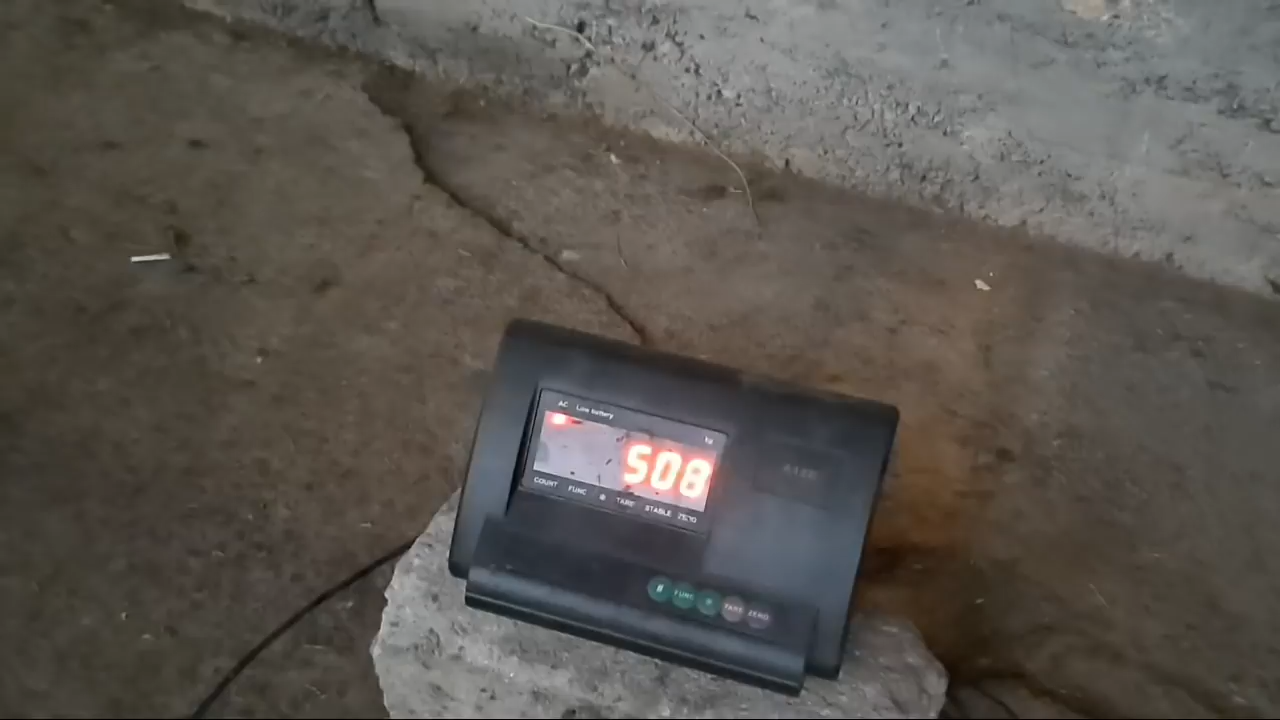 AC Low battery
kg
508
COUNT FUNC TARE STABLE ZERO
FUNC TARE ZERO